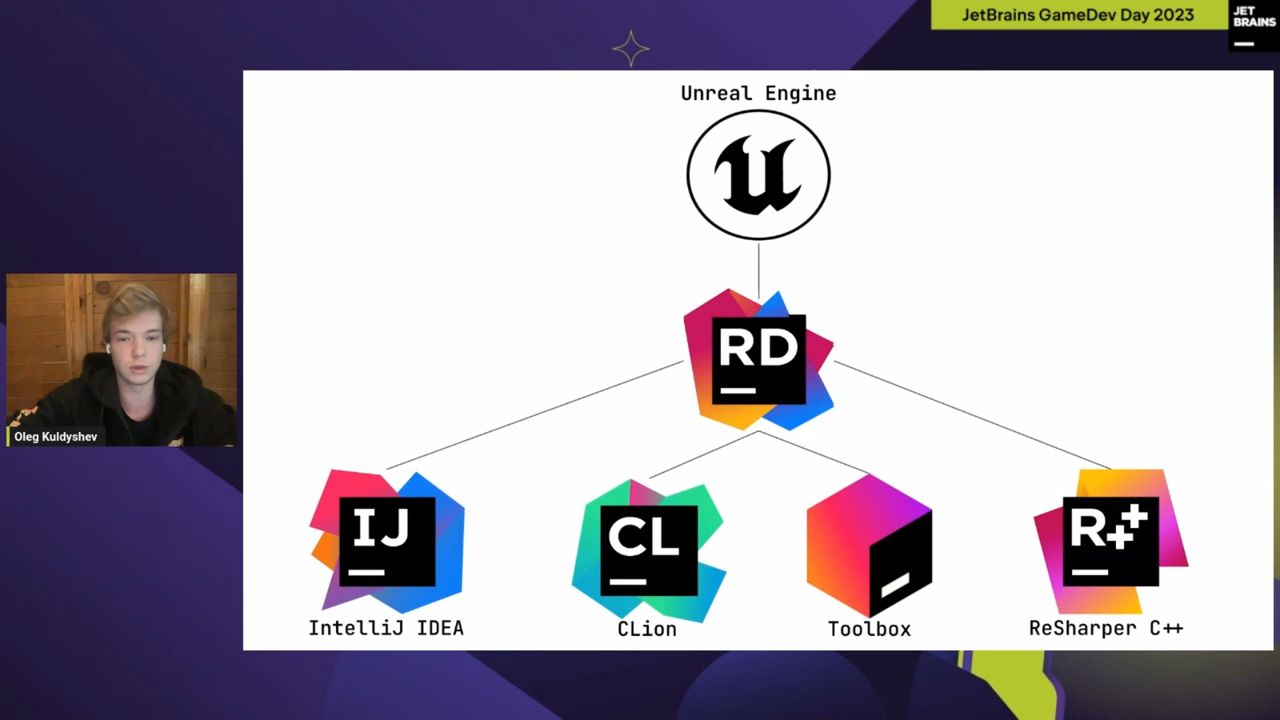 JetBrains GameDev Day 2023
JET
BRAINS
Unreal Engine
RD
Oleg Kuldyshev
IJ
CL
R++
IntelliJ IDEA
CLion
Toolbox
ReSharper C++